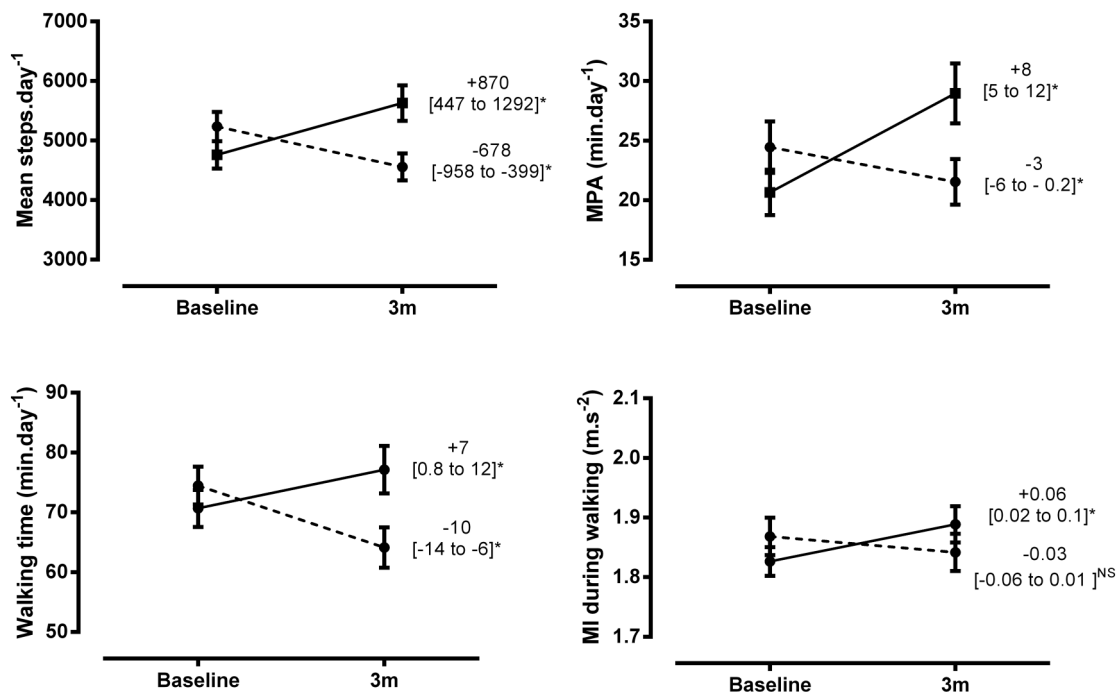 Mean steps.day-1
7000
6000
5000
4000
3000
+870
[447 to 1292]*
-678
[-958 to -399]*
Baseline
3m
MPA (min.day-1)
35
30
25
20
15
+8
[5 to 12]*
-3
[-6 to - 0.2]*
Baseline
3m
Walking time (min.day-1)
90
80
70
60
50
+7
[0.8 to 12]*
-10
[-14 to -6]*
Baseline
3m
MI during walking (m.s-2)
2.1
2.0
1.9
1.8
1.7
+0.06
[0.02 to 0.1]*
-0.03
[-0.06 to 0.01 ]NS
Baseline
3m